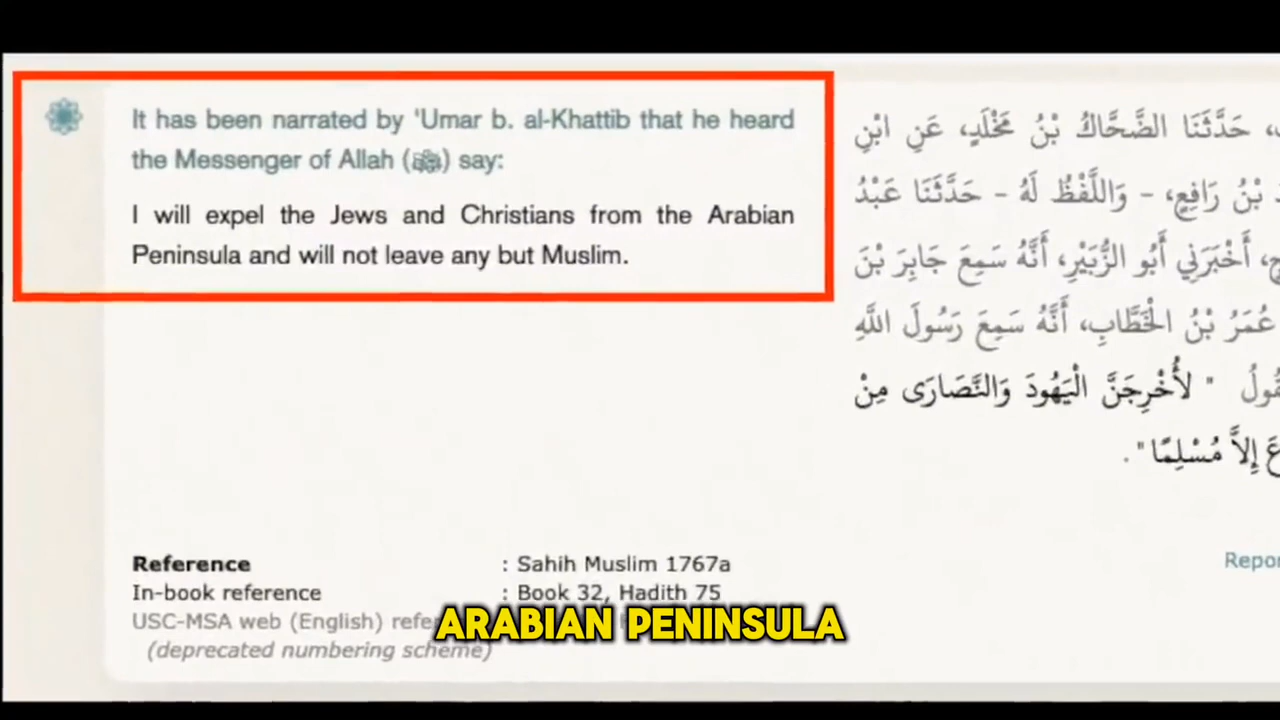 It has been narrated by 'Umar b. al-Khattib that he heard
the Messenger of Allah (ﷺ) say:
I will expel the Jews and Christians from the Arabian
Peninsula and will not leave any but Muslim.
حَدَّثَنَا الضَّحَّاكُ بْنُ مَخْلَدٍ، عَنِ ابْنِ
بْنُ رَافِعٍ، - وَاللَّفْظُ لَهُ - حَدَّثَنَا عَبْدُ
أَخْبَرَنِي أَبُو الزُّبَيْرِ، أَنَّهُ سَمِعَ جَابِرَ بْنَ
عُمَرُ بْنُ الْخَطَّابِ، أَنَّهُ سَمِعَ رَسُولَ اللَّهِ
" لأُخْرِجَنَّ الْيَهُودَ وَالنَّصَارَى مِنْ
إِلاَّ مُسْلِمًا " .
Reference : Sahih Muslim 1767a
In-book reference : Book 32, Hadith 75
USC-MSA web (English)
ARABIAN PENINSULA
(deprecated numbering scheme)